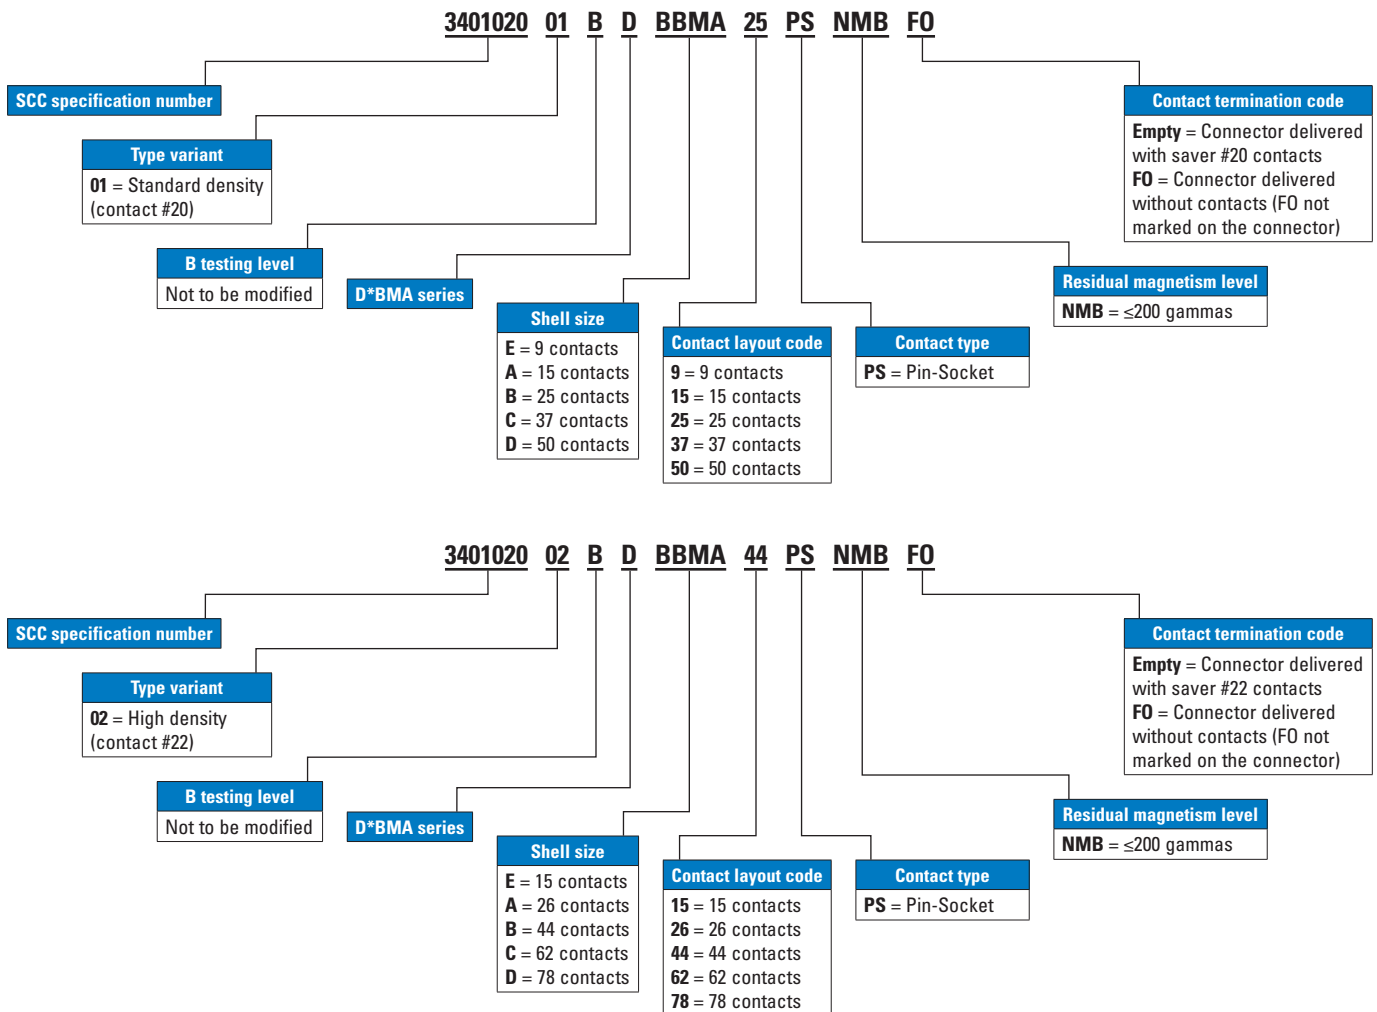 3401020 01 B D BBMA 25 PS NMB FO
SCC specification number
Type variant
01 = Standard density
(contact #20)
B testing level
Not to be modified
D*BMA series
Shell size
E = 9 contacts
A = 15 contacts
B = 25 contacts
C = 37 contacts
D = 50 contacts
Contact layout code
9 = 9 contacts
15 = 15 contacts
25 = 25 contacts
37 = 37 contacts
50 = 50 contacts
Contact type
PS = Pin-Socket
Residual magnetism level
NMB = ≤200 gammas
Contact termination code
Empty = Connector delivered
with saver #20 contacts
FO = Connector delivered
without contacts (FO not
marked on the connector)
3401020 02 B D BBMA 44 PS NMB FO
SCC specification number
Type variant
02 = High density
(contact #22)
B testing level
Not to be modified
D*BMA series
Shell size
E = 15 contacts
A = 26 contacts
B = 44 contacts
C = 62 contacts
D = 78 contacts
Contact layout code
15 = 15 contacts
26 = 26 contacts
44 = 44 contacts
62 = 62 contacts
78 = 78 contacts
Contact type
PS = Pin-Socket
Residual magnetism level
NMB = ≤200 gammas
Contact termination code
Empty = Connector delivered
with saver #22 contacts
FO = Connector delivered
without contacts (FO not
marked on the connector)